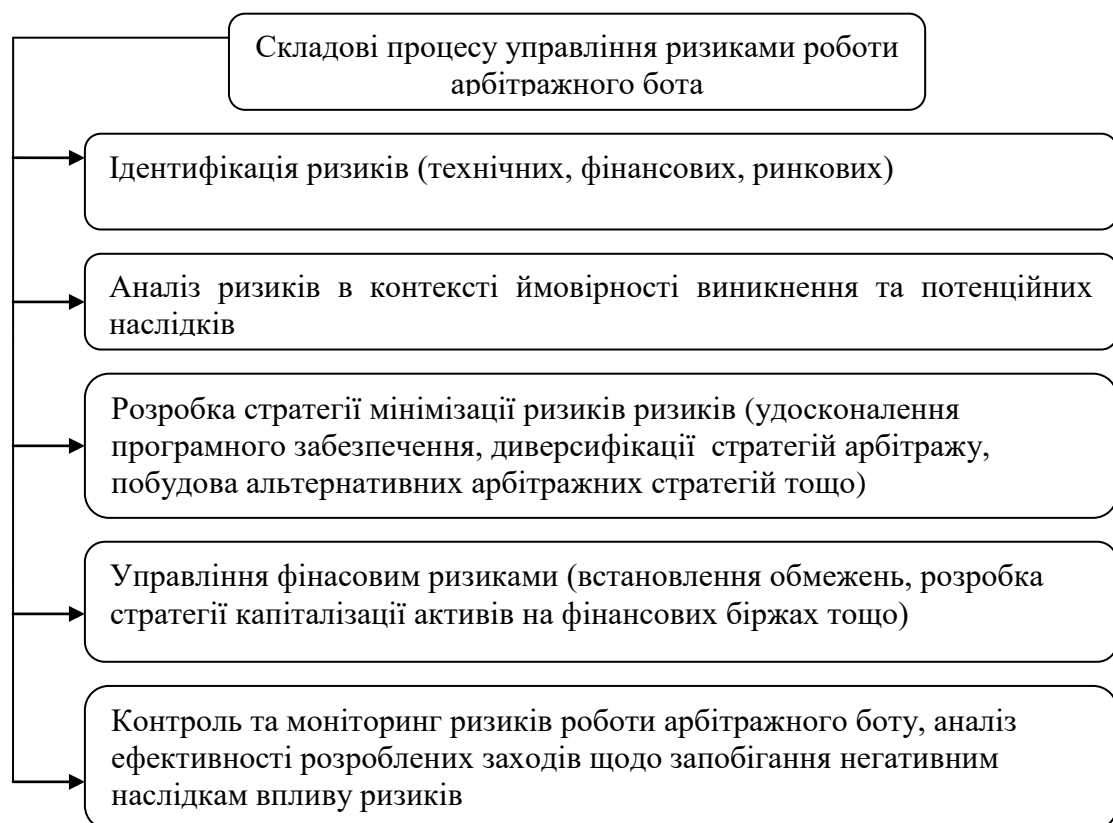 Складові процесу управління ризиками роботи
арбітражного бота
Ідентифікація ризиків (технічних, фінансових, ринкових)
Аналіз ризиків в контексті ймовірності виникнення та потенційних
наслідків
Розробка стратегії мінімізації ризиків ризиків (удосконалення
програмного забезпечення, диверсифікації стратегій арбітражу,
побудова альтернативних арбітражних стратегій тощо)
Управління фінасовим ризиками (встановлення обмежень, розробка
стратегії капіталізації активів на фінансових біржах тощо)
Контроль та моніторинг ризиків роботи арбітражного боту, аналіз
ефективності розроблених заходів щодо запобігання негативним
наслідкам впливу ризиків